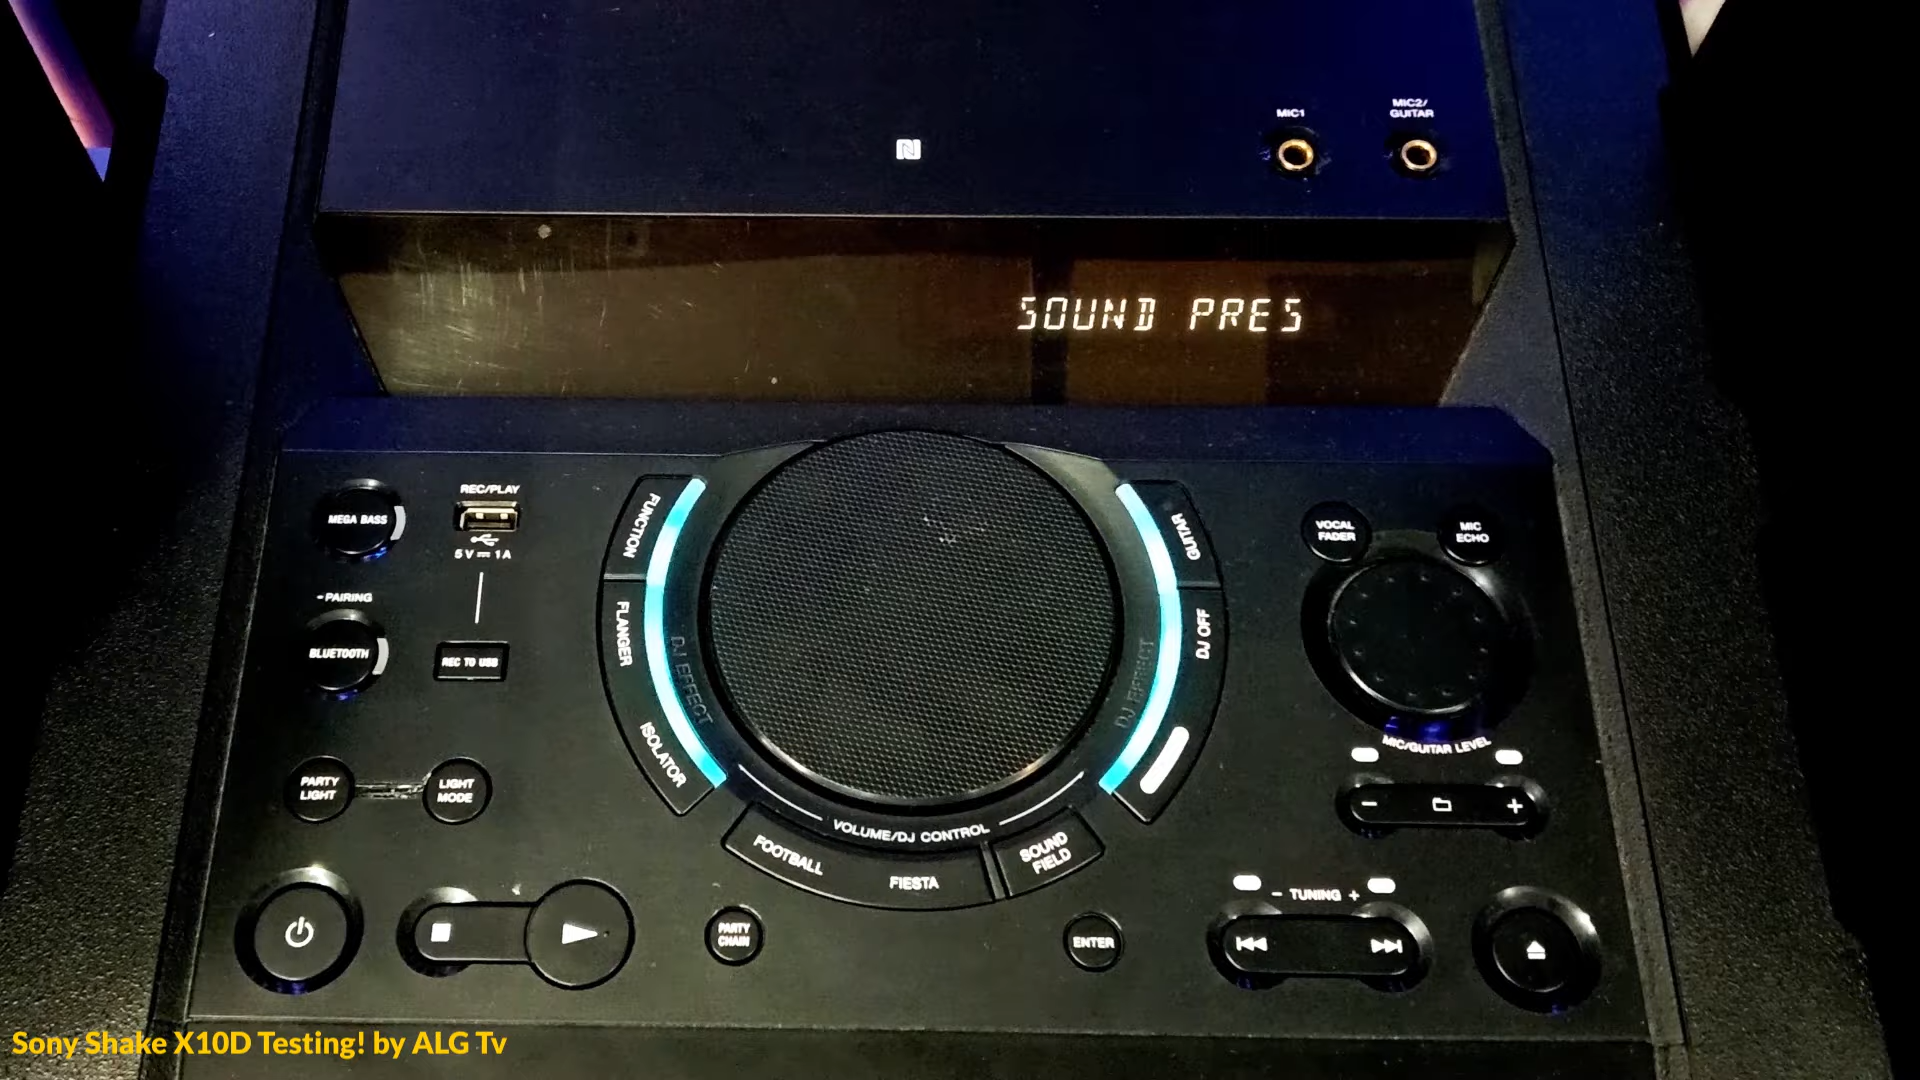 MIC1
MIC2/
GUITAR
SOUND PRES
MEGA BASS
REC/PLAY
5V 1A
- PAIRING
BLUETOOTH
REC TO USB
PARTY
LIGHT
LIGHT
MODE
FUNCTION
FLANGER
ISOLATOR
DJ EFFECT
GUITAR
DJ OFF
DJ EFFECT
VOLUME/DJ CONTROL
FOOTBALL
FIESTA
SOUND
FIELD
VOCAL
FADER
MIC
ECHO
MIC/GUITAR LEVEL
- +
- TUNING +
PARTY
CHAIN
ENTER
Sony Shake X10D Testing! by ALG Tv